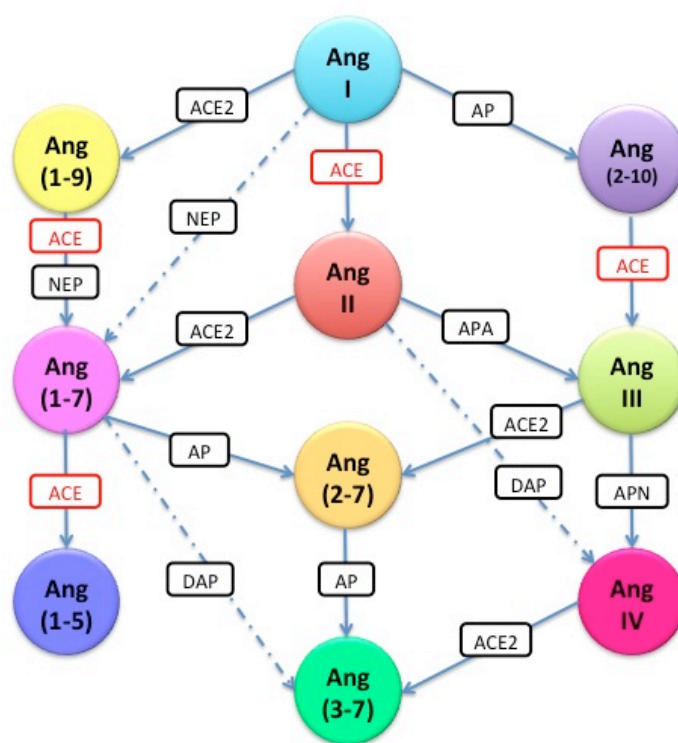 Ang
I
ACE2
AP
Ang
(1-9)
Ang
(2-10)
ACE
NEP
ACE
ACE
NEP
Ang
II
ACE2
APA
Ang
(1-7)
Ang
III
AP
ACE2
Ang
(2-7)
ACE
DAP
APN
DAP
AP
Ang
(1-5)
Ang
IV
ACE2
Ang
(3-7)